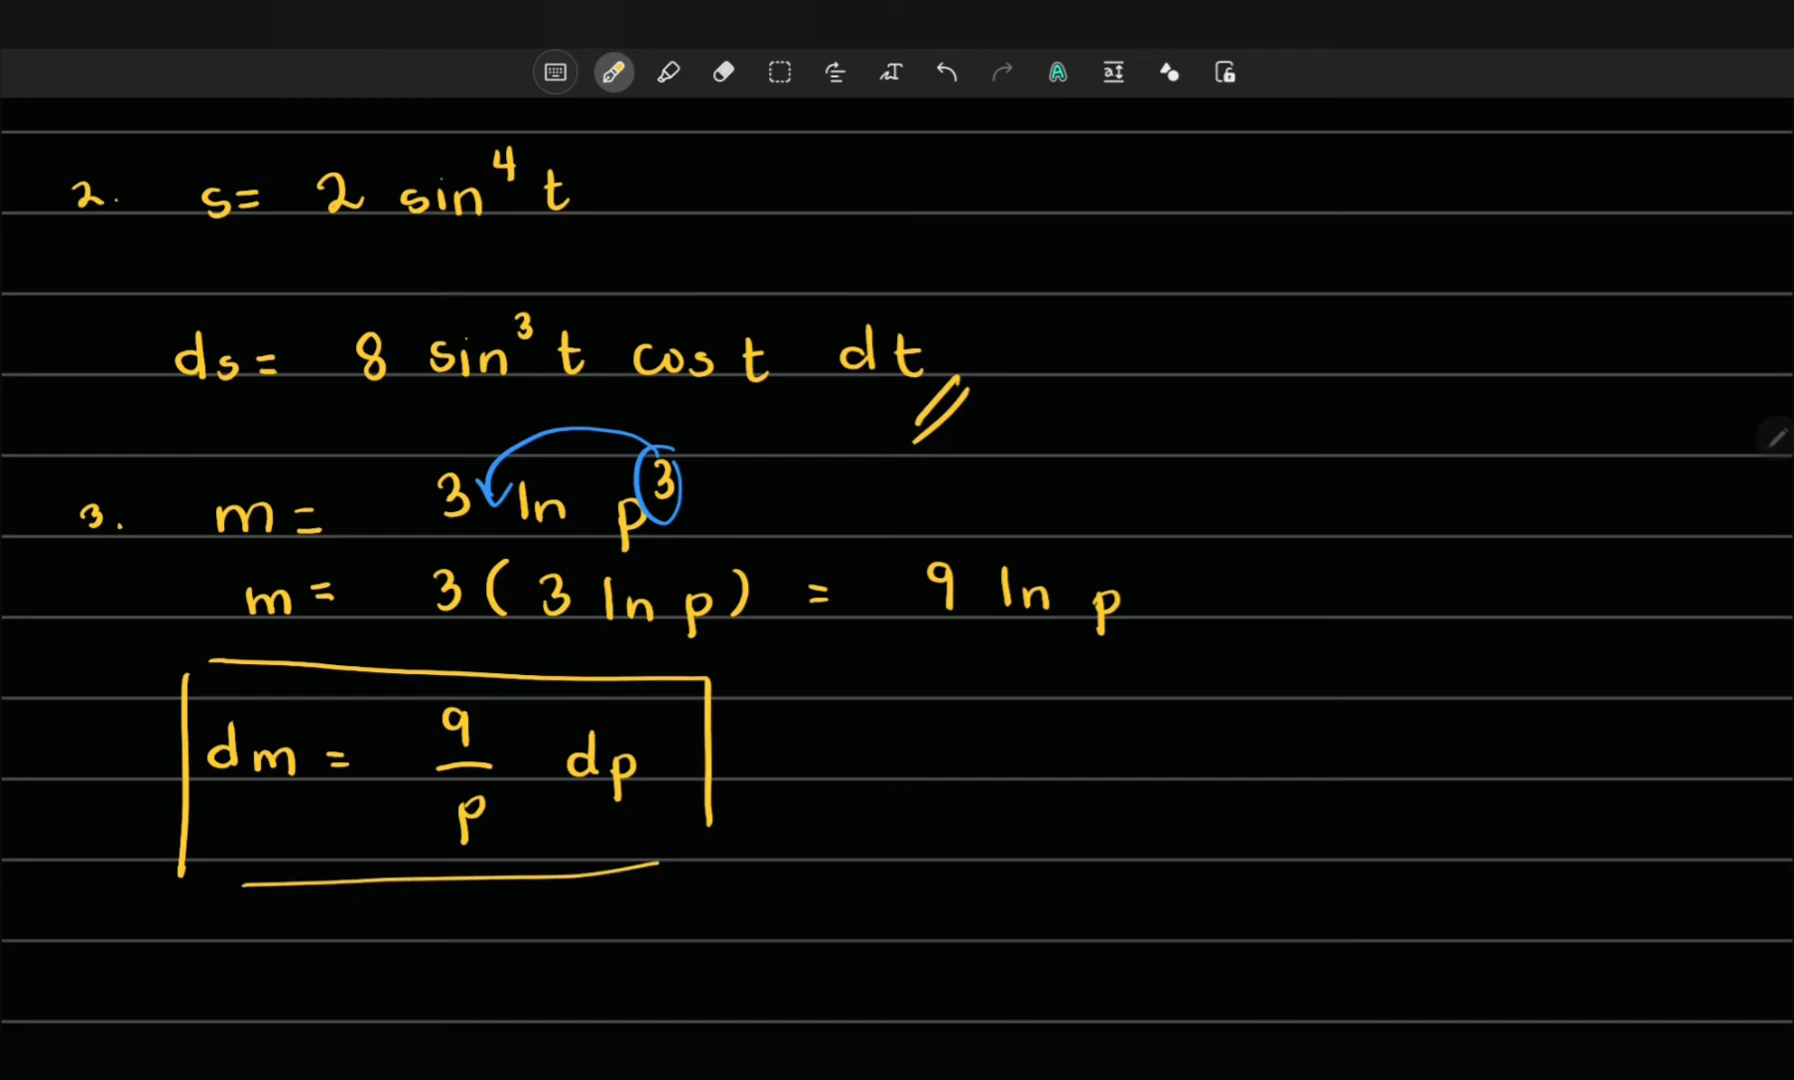 2. s= 2 sin⁴ t
ds= 8 sin³ t cos t dt
3. m= 3 ln p³
m= 3 ( 3 ln p ) = 9 ln p
dm = 9/p dp